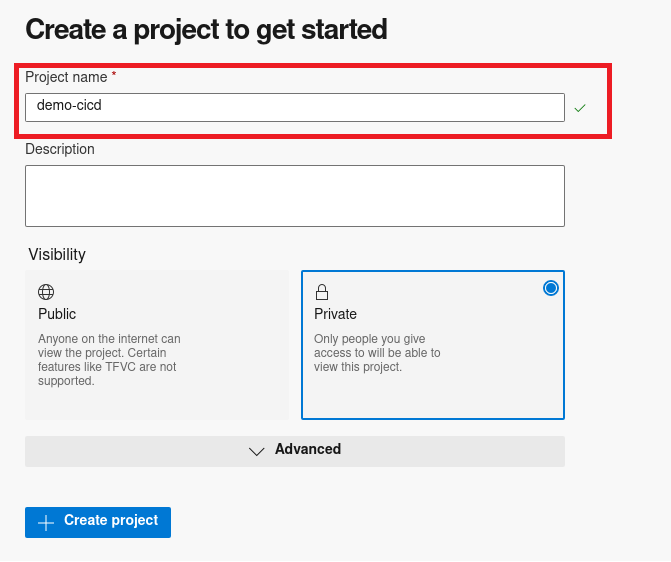 Create a project to get started
Project name *
demo-cicd
Description
Visibility
Public
Anyone on the internet can
view the project. Certain
features like TFVC are not
supported.
Private
Only people you give
access to will be able to
view this project.
Advanced
Create project